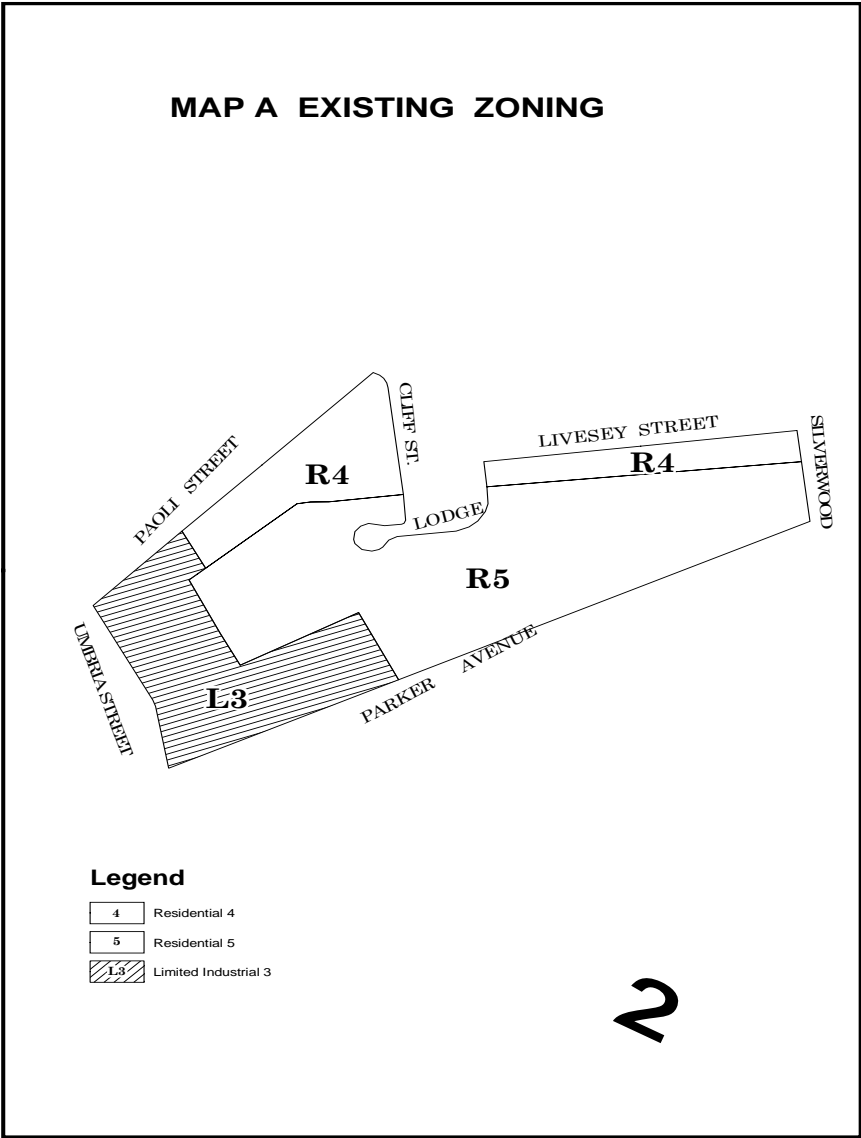 MAP A EXISTING ZONING
CLIFF ST.
LIVESEY STREET
SILVERWOOD
PAOLI STREET
R4
R4
LODGE
R5
UMBRIA STREET
L3
PARKER AVENUE
Legend
4 Residential 4
5 Residential 5
L3 Limited Industrial 3
2